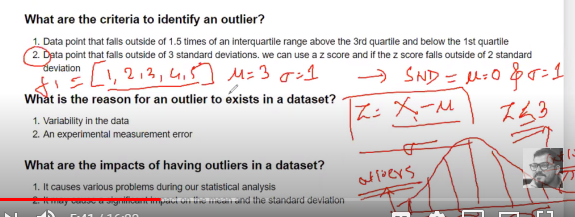 What are the criteria to identify an outlier?
1. Data point that falls outside of 1.5 times of an interquartile range above the 3rd quartile and below the 1st quartile
2. Data point that falls outside of 3 standard deviations. we can use a z score and if the z score falls outside of 2 standard
deviation
f1 = [1, 2, 3, 4, 5] μ=3 σ=1 → SND = μ=0 & σ=1
What is the reason for an outlier to exists in a dataset?
1. Variability in the data
2. An experimental measurement error
Z = Xi - μ
σ
Z ≤ 3
What are the impacts of having outliers in a dataset?
outliers
1. It causes various problems during our statistical analysis
2. It may cause a significant impact on the mean and the standard deviation
5:41